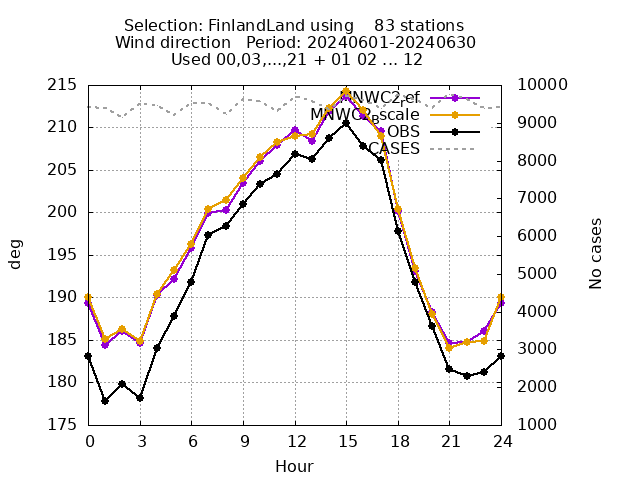 Selection: FinlandLand using    83 stations
Wind direction   Period: 20240601-20240630
Used 00,03,...,21 + 01 02 ... 12
215
210
205
200
195
190
185
180
175
deg
10000
9000
8000
7000
6000
5000
4000
3000
2000
1000
No cases
MNWC2ref
MNWC2Bscale
OBS
CASES
0 3 6 9 12 15 18 21 24
Hour